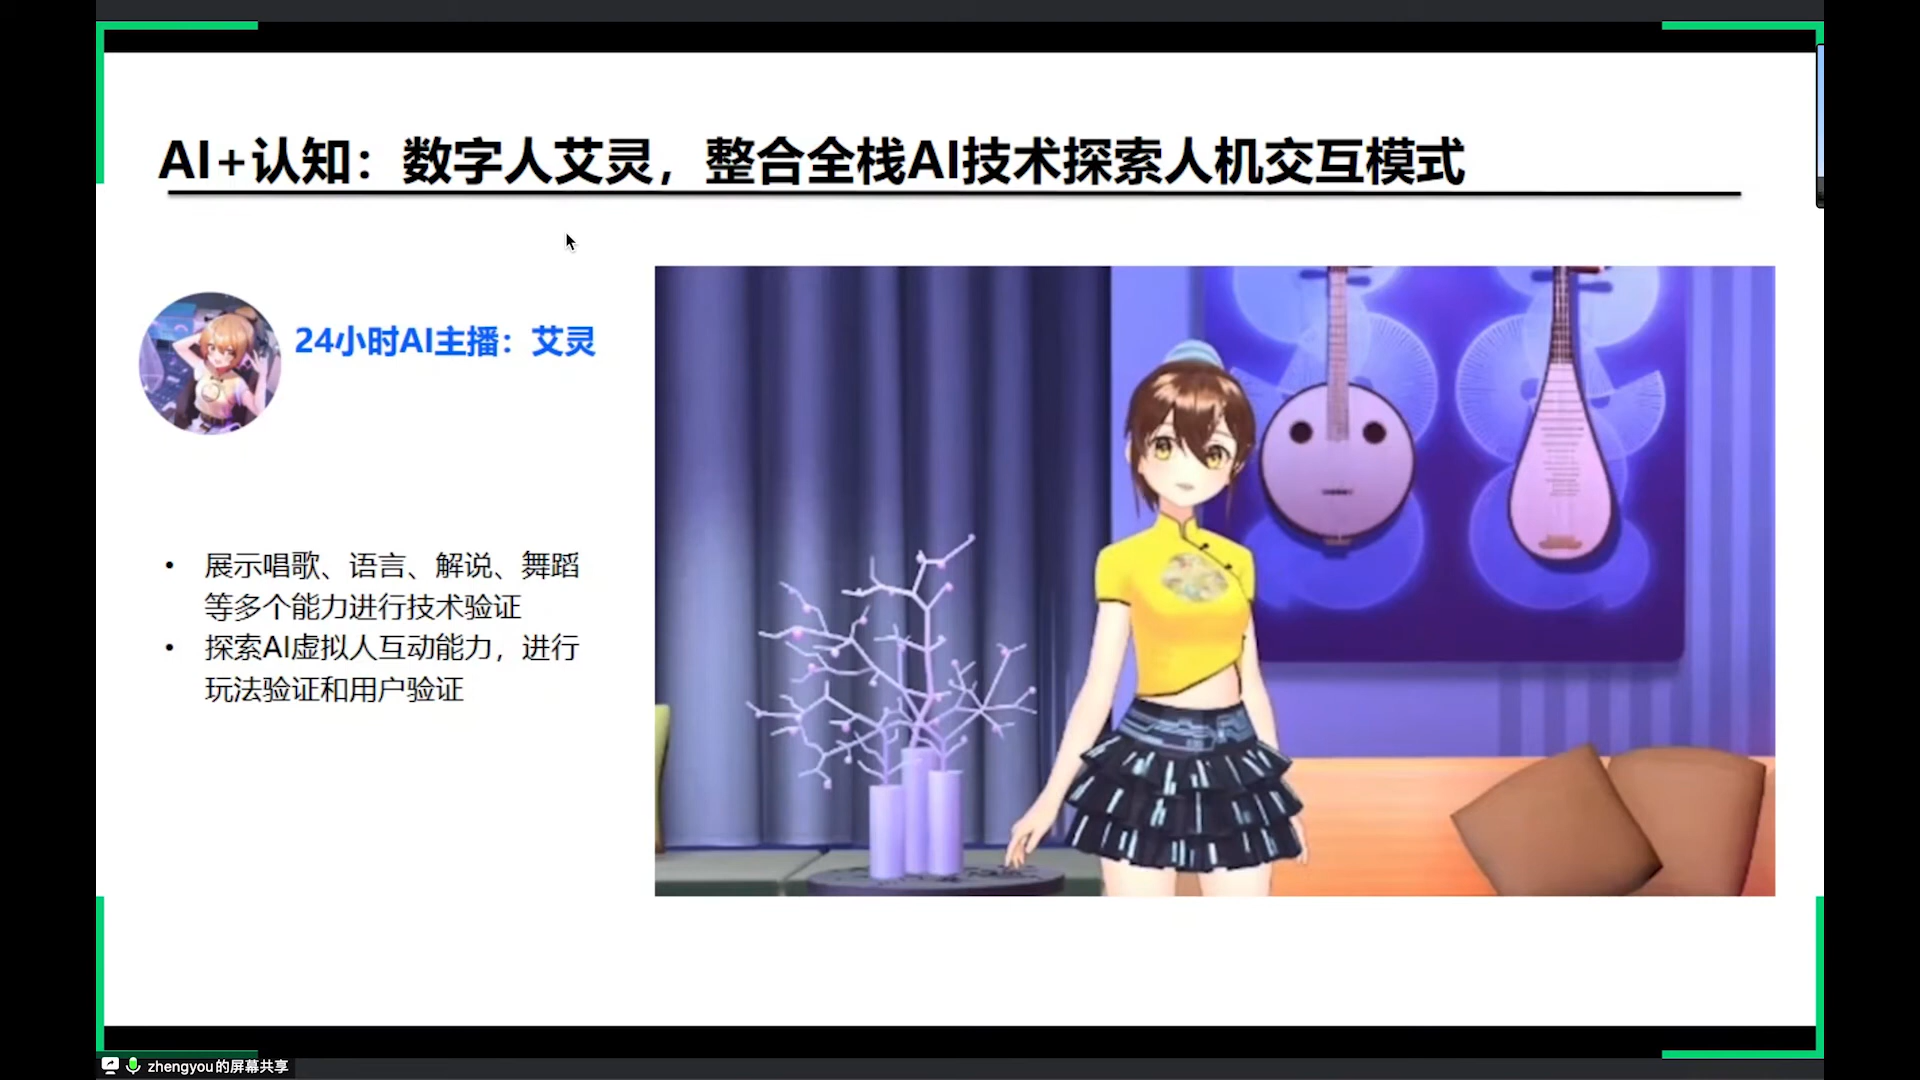 AI+认知：数字人艾灵，整合全栈AI技术探索人机交互模式
24小时AI主播：艾灵
• 展示唱歌、语言、解说、舞蹈
等多个能力进行技术验证
• 探索AI虚拟人互动能力，进行
玩法验证和用户验证
zhengyou的屏幕共享